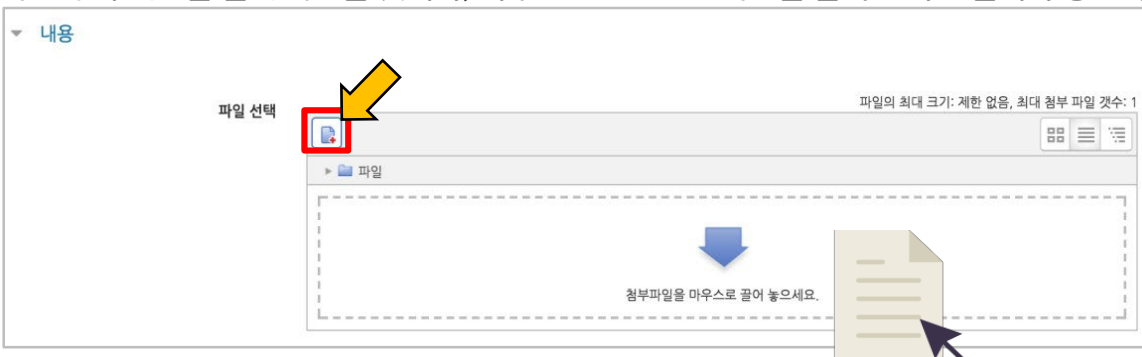 내용
파일의 최대 크기: 제한 없음, 최대 첨부 파일 갯수: 1
파일 선택
파일
첨부파일을 마우스로 끌어 놓으세요.